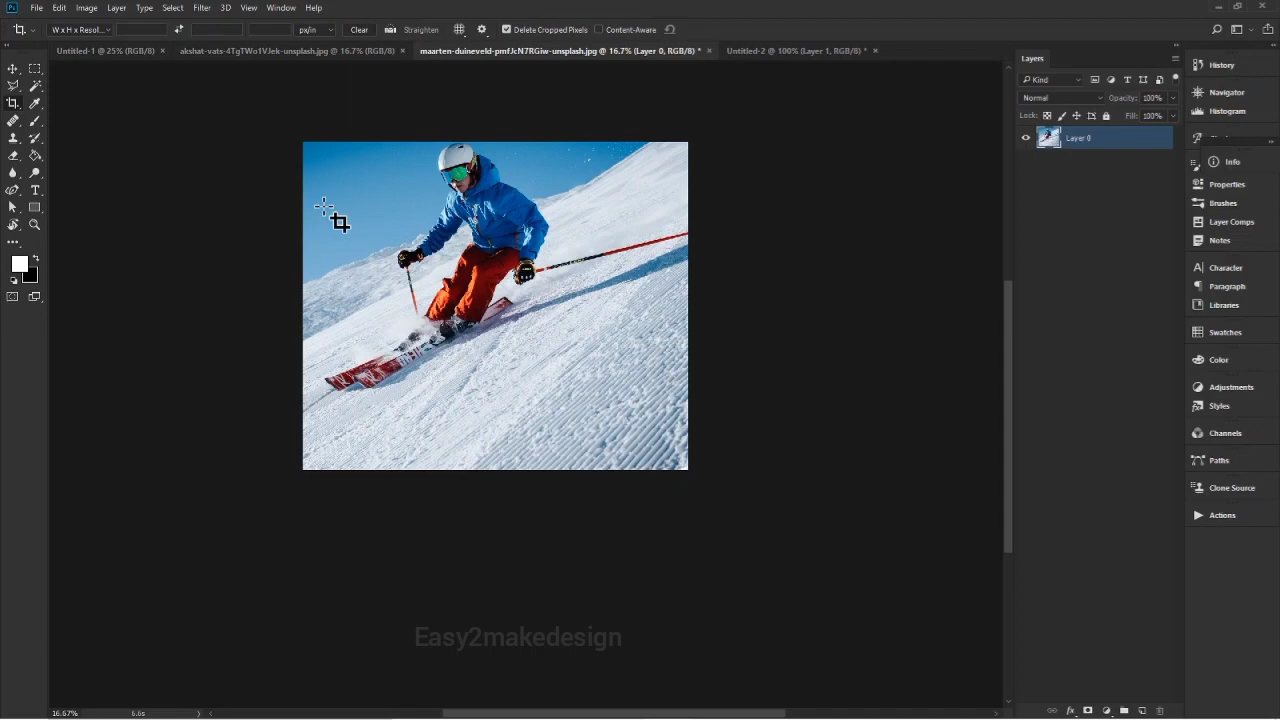 Ps File Edit Image Layer Type Select Filter 3D View Window Help
W x H x Resol... px/in Clear Straighten Delete Cropped Pixels Content-Aware
Untitled-1 @ 25% (RGB/8) × akshat-vats-4TgTWo1VJek-unsplash.jpg @ 16.7% (RGB/8) × maarten-duineveld-pmfJcN7RGiw-unsplash.jpg @ 16.7% (Layer 0, RGB/8) * × Untitled-2 @ 100% (Layer 1, RGB/8) * ×
Layers
Kind
Normal Opacity: 100%
Lock: Fill: 100%
Layer 0
History
Navigator
Histogram
Info
Properties
Brushes
Layer Comps
Notes
Character
Paragraph
Libraries
Swatches
Color
Adjustments
Styles
Channels
Paths
Clone Source
Actions
Easy2makedesign
16.67% 6.6s